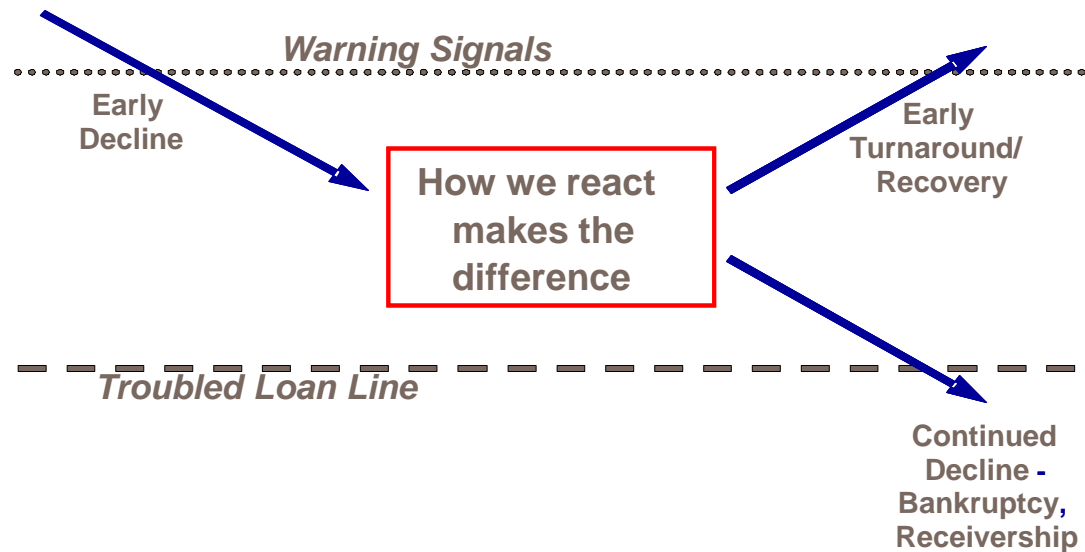 Warning Signals
Early
Decline
How we react
makes the
difference
Early
Turnaround/
Recovery
Troubled Loan Line
Continued
Decline -
Bankruptcy,
Receivership